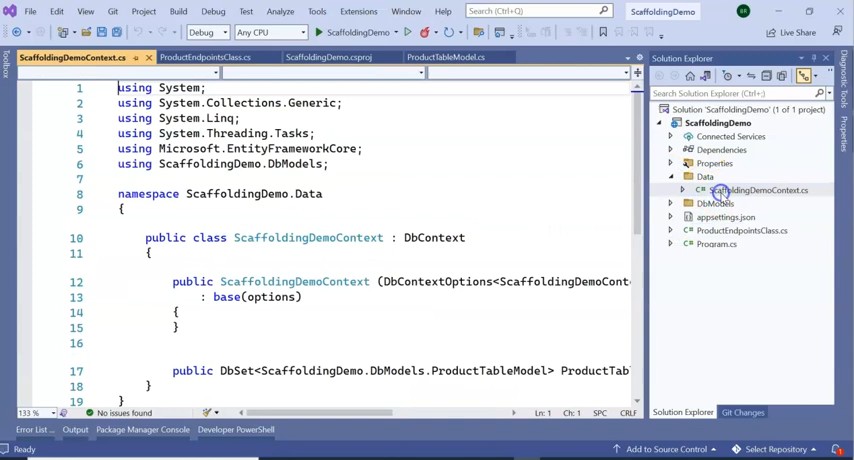 File Edit View Git Project Build Debug Test Analyze Tools Extensions Window Help Search (Ctrl+Q) ScaffoldingDemo BR
Debug Any CPU ScaffoldingDemo Live Share
Toolbox
ScaffoldingDemoContext.cs ProductEndpointsClass.cs ScaffoldingDemo.csproj ProductTableModel.cs
1 using System;
2 using System.Collections.Generic;
3 using System.Linq;
4 using System.Threading.Tasks;
5 using Microsoft.EntityFrameworkCore;
6 using ScaffoldingDemo.DbModels;
7
8 namespace ScaffoldingDemo.Data
9 {
10 public class ScaffoldingDemoContext : DbContext
11 {
12 public ScaffoldingDemoContext (DbContextOptions<ScaffoldingDemoCont
13 : base(options)
14 {
15 }
16
17 public DbSet<ScaffoldingDemo.DbModels.ProductTableModel> ProductTab
18 }
19 }
133 % No issues found Ln: 1 Ch: 1 SPC CRLF
Solution Explorer
Search Solution Explorer (Ctrl+;)
Solution 'ScaffoldingDemo' (1 of 1 project)
ScaffoldingDemo
Connected Services
Dependencies
Properties
Data
C# ScaffoldingDemoContext.cs
DbModels
appsettings.json
C# ProductEndpointsClass.cs
C# Program.cs
Solution Explorer Git Changes
Diagnostic Tools
Properties
Error List ... Output Package Manager Console Developer PowerShell
Ready Add to Source Control Select Repository 1